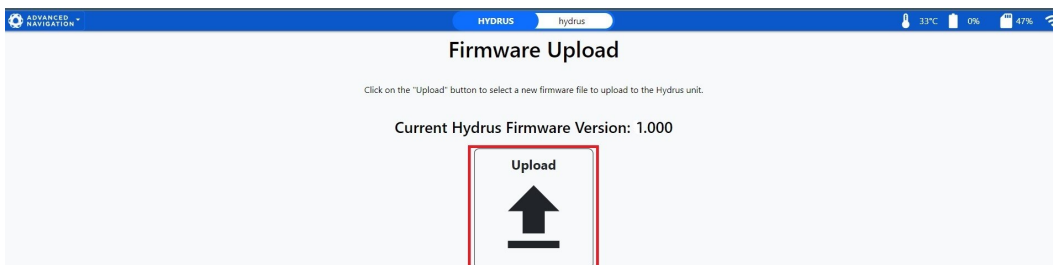 ADVANCED
NAVIGATION
HYDRUS hydrus
33°C 0% 47%
Firmware Upload
Click on the "Upload" button to select a new firmware file to upload to the Hydrus unit.
Current Hydrus Firmware Version: 1.000
Upload